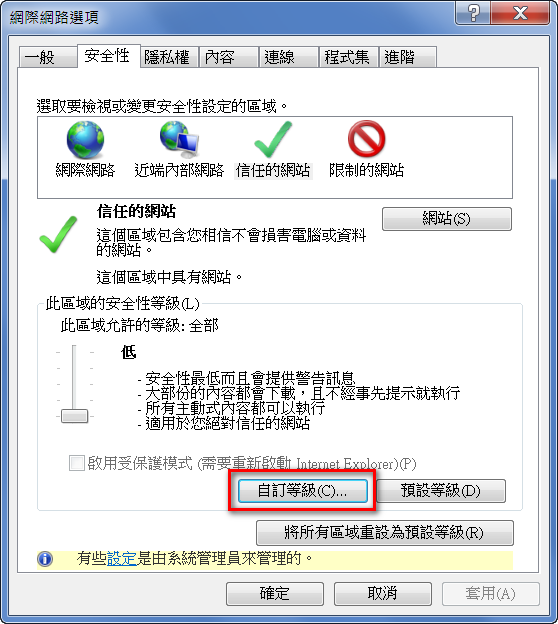 網際網路選項
一般 安全性 隱私權 內容 連線 程式集 進階
選取要檢視或變更安全性設定的區域。
網際網路 近端內部網路 信任的網站 限制的網站
信任的網站
網站(S)
這個區域包含您相信不會損害電腦或資料
的網站。
這個區域中具有網站。
此區域的安全性等級(L)
此區域允許的等級: 全部
低
- 安全性最低而且會提供警告訊息
- 大部份的內容都會下載，且不經事先提示就執行
- 所有主動式內容都可以執行
- 適用於您絕對信任的網站
啟用受保護模式 (需要重新啟動 Internet Explorer)(P)
自訂等級(C)... 預設等級(D)
將所有區域重設為預設等級(R)
有些設定是由系統管理員來管理的。
確定 取消 套用(A)